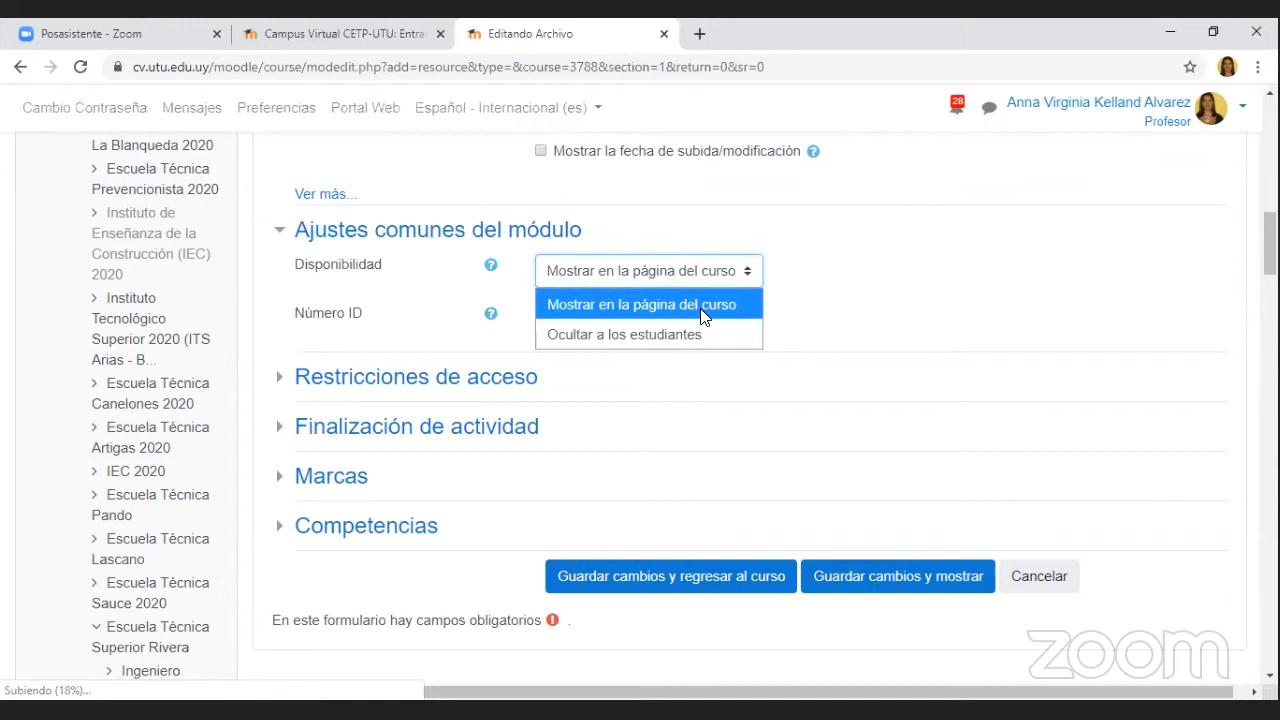 Posasistente - Zoom
Campus Virtual CETP-UTU: Entra
Editando Archivo
cv.utu.edu.uy/moodle/course/modedit.php?add=resource&type=&course=3788&section=1&return=0&sr=0
Cambio Contraseña
Mensajes
Preferencias
Portal Web
Español - Internacional (es)
28
Anna Virginia Kelland Alvarez
Profesor
La Blanqueda 2020
Escuela Técnica
Prevencionista 2020
Instituto de
Enseñanza de la
Construcción (IEC)
2020
Instituto
Tecnológico
Superior 2020 (ITS
Arias - B...
Escuela Técnica
Canelones 2020
Escuela Técnica
Artigas 2020
IEC 2020
Escuela Técnica
Pando
Escuela Técnica
Lascano
Escuela Técnica
Sauce 2020
Escuela Técnica
Superior Rivera
Ingeniero
Mostrar la fecha de subida/modificación
Ver más...
Ajustes comunes del módulo
Disponibilidad
Mostrar en la página del curso
Mostrar en la página del curso
Número ID
Ocultar a los estudiantes
Restricciones de acceso
Finalización de actividad
Marcas
Competencias
Guardar cambios y regresar al curso
Guardar cambios y mostrar
Cancelar
En este formulario hay campos obligatorios
.
zoom
Subiendo (18%)...